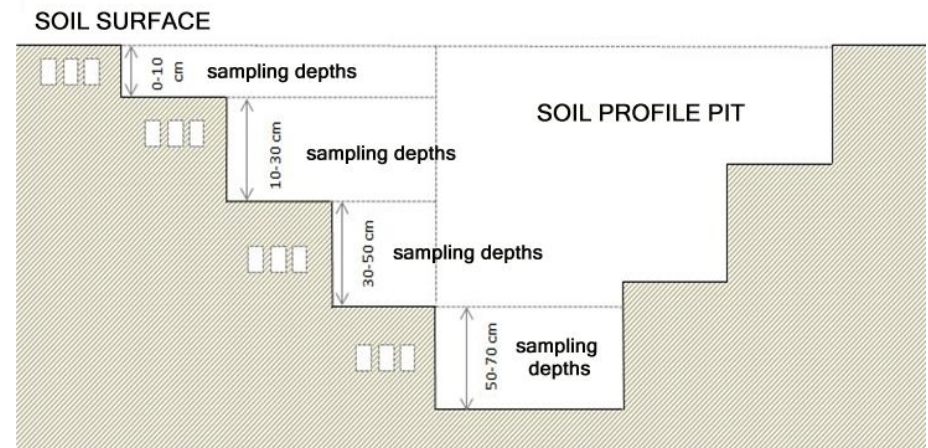 SOIL SURFACE
0-10
cm
sampling depths
SOIL PROFILE PIT
10-30 cm
sampling depths
30-50 cm
sampling depths
50-70 cm
sampling
depths